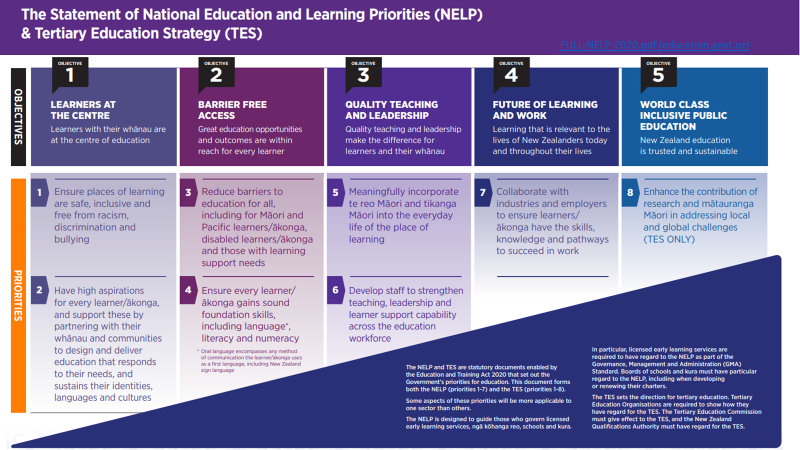 The Statement of National Education and Learning Priorities (NELP)
& Tertiary Education Strategy (TES)
FULL-NELP-2020.pdf (education.govt.nz)
OBJECTIVES
OBJECTIVE
1
LEARNERS AT
THE CENTRE
Learners with their whānau are
at the centre of education
OBJECTIVE
2
BARRIER FREE
ACCESS
Great education opportunities
and outcomes are within
reach for every learner
OBJECTIVE
3
QUALITY TEACHING
AND LEADERSHIP
Quality teaching and leadership
make the difference for
learners and their whānau
OBJECTIVE
4
FUTURE OF LEARNING
AND WORK
Learning that is relevant to the
lives of New Zealanders today
and throughout their lives
OBJECTIVE
5
WORLD CLASS
INCLUSIVE PUBLIC
EDUCATION
New Zealand education
is trusted and sustainable
PRIORITIES
1
Ensure places of learning
are safe, inclusive and
free from racism,
discrimination and
bullying
2
Have high aspirations
for every learner/ākonga,
and support these by
partnering with their
whānau and communities
to design and deliver
education that responds
to their needs, and
sustains their identities,
languages and cultures
3
Reduce barriers to
education for all,
including for Māori and
Pacific learners/ākonga,
disabled learners/ākonga
and those with learning
support needs
4
Ensure every learner/
ākonga gains sound
foundation skills,
including language*,
literacy and numeracy
* Oral language encompasses any method
of communication the learner/ākonga uses
as a first language, including New Zealand
sign language
5
Meaningfully incorporate
te reo Māori and tikanga
Māori into the everyday
life of the place of
learning
6
Develop staff to strengthen
teaching, leadership and
learner support capability
across the education
workforce
7
Collaborate with
industries and employers
to ensure learners/
ākonga have the skills,
knowledge and pathways
to succeed in work
8
Enhance the contribution of
research and mātauranga
Māori in addressing local
and global challenges
(TES ONLY)
The NELP and TES are statutory documents enabled by
the Education and Training Act 2020 that set out the
Government's priorities for education. This document forms
both the NELP (priorities 1-7) and the TES (priorities 1-8).
Some aspects of these priorities will be more applicable to
one sector than others.
The NELP is designed to guide those who govern licensed
early learning services, ngā kōhanga reo, schools and kura.
In particular, licensed early learning services are
required to have regard to the NELP as part of the
Governance, Management and Administration (GMA)
Standard. Boards of schools and kura must have particular
regard to the NELP, including when developing
or renewing their charters.
The TES sets the direction for tertiary education. Tertiary
Education Organisations are required to show how they
have regard for the TES. The Tertiary Education Commission
must give effect to the TES, and the New Zealand
Qualifications Authority must have regard for the TES.